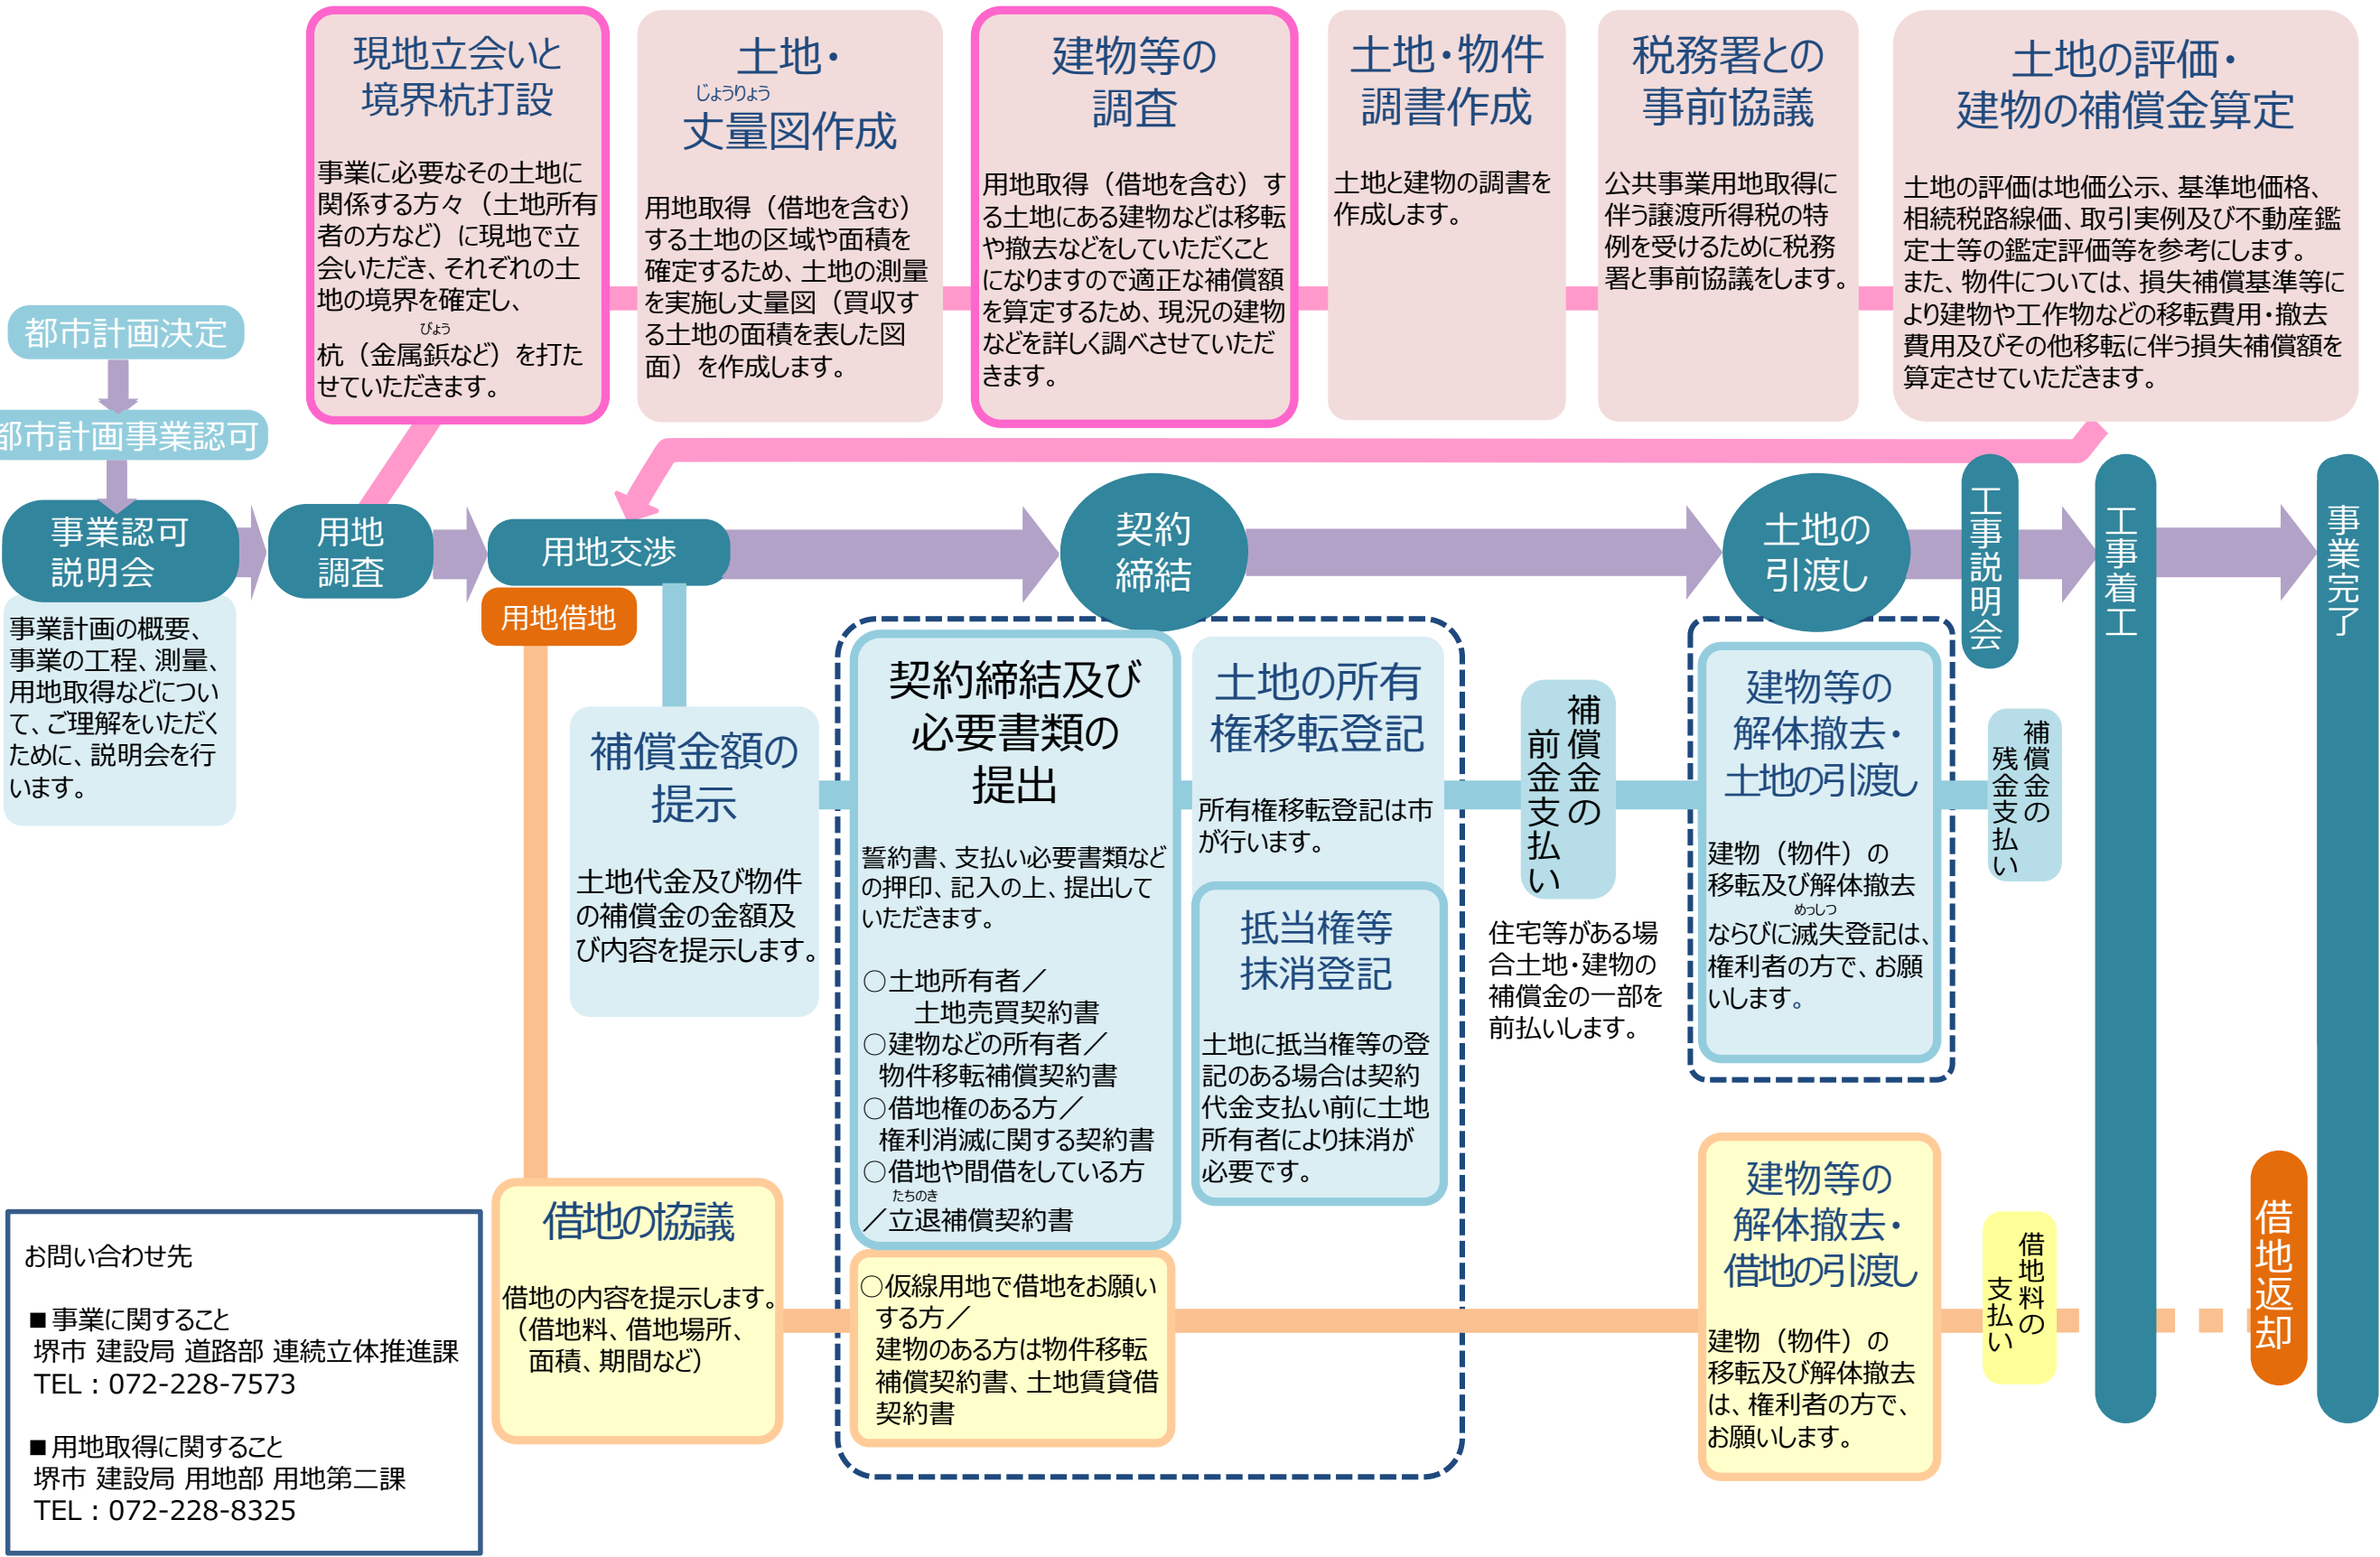 現地立会いと
境界杭打設
事業に必要なその土地に
関係する方々（土地所有
者の方など）に現地で立
会いただき、それぞれの土
地の境界を確定し、
びょう
杭（金属鋲など）を打た
せていただきます。
土地・
じょうりょう
丈量図作成
用地取得（借地を含む）
する土地の区域や面積を
確定するため、土地の測量
を実施し丈量図（買収す
る土地の面積を表した図
面）を作成します。
建物等の
調査
用地取得（借地を含む）す
る土地にある建物などは移転
や撤去などをしていただくこと
になりますので適正な補償額
を算定するため、現況の建物
などを詳しく調べさせていただ
きます。
土地・物件
調書作成
土地と建物の調書を
作成します。
税務署との
事前協議
公共事業用地取得に
伴う譲渡所得税の特
例を受けるために税務
署と事前協議をします。
土地の評価・
建物の補償金算定
土地の評価は地価公示、基準地価格、
相続税路線価、取引実例及び不動産鑑
定士等の鑑定評価等を参考にします。
また、物件については、損失補償基準等に
より建物や工作物などの移転費用・撤去
費用及びその他移転に伴う損失補償額を
算定させていただきます。
都市計画決定
都市計画事業認可
事業認可
説明会
事業計画の概要、
事業の工程、測量、
用地取得などについ
て、ご理解をいただく
ために、説明会を行
います。
用地
調査
用地交渉
用地借地
契約
締結
土地の
引渡し
工事説明会
工事着工
事業完了
補償金額の
提示
土地代金及び物件
の補償金の金額及
び内容を提示します。
契約締結及び
必要書類の
提出
誓約書、支払い必要書類など
の押印、記入の上、提出して
いただきます。
○土地所有者／
土地売買契約書
○建物などの所有者／
物件移転補償契約書
○借地権のある方／
権利消滅に関する契約書
○借地や間借をしている方
たちのき
／立退補償契約書
土地の所有
権移転登記
所有権移転登記は市
が行います。
抵当権等
抹消登記
土地に抵当権等の登
記のある場合は契約
代金支払い前に土地
所有者により抹消が
必要です。
補償金の
前金支払い
住宅等がある場
合土地・建物の
補償金の一部を
前払いします。
建物等の
解体撤去・
土地の引渡し
建物（物件）の
移転及び解体撤去
めっしつ
ならびに滅失登記は、
権利者の方で、お願
いします。
補償金の
残金支払い
借地の協議
借地の内容を提示します。
（借地料、借地場所、
面積、期間など）
○仮線用地で借地をお願い
する方／
建物のある方は物件移転
補償契約書、土地賃貸借
契約書
建物等の
解体撤去・
借地の引渡し
建物（物件）の
移転及び解体撤去
は、権利者の方で、
お願いします。
借地料の
支払い
借地返却
お問い合わせ先
■事業に関すること
堺市 建設局 道路部 連続立体推進課
TEL：072-228-7573
■用地取得に関すること
堺市 建設局 用地部 用地第二課
TEL：072-228-8325